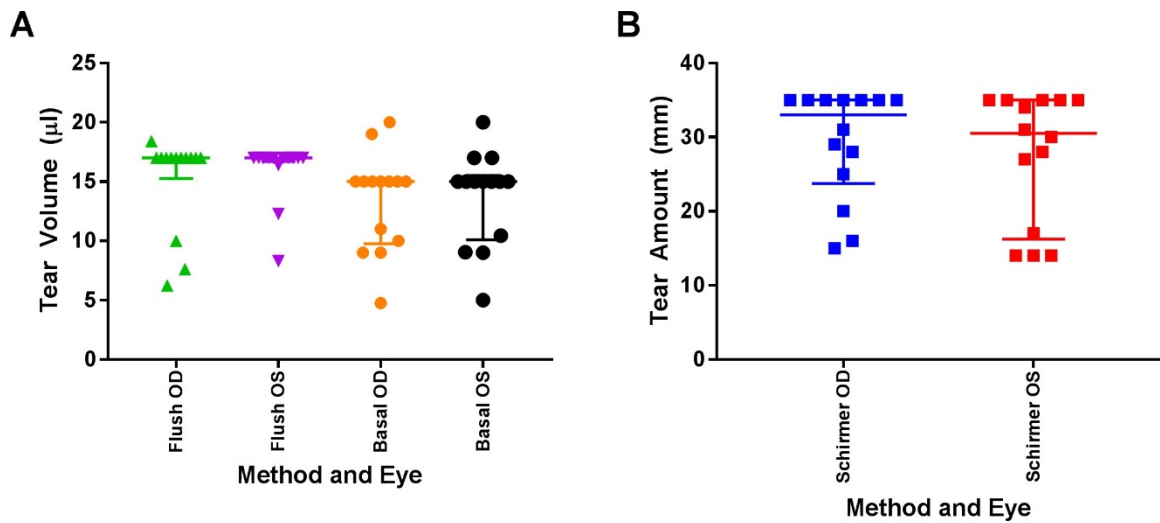 A
Tear Volume (µl)
25
20
15
10
5
0
Flush OD
Flush OS
Basal OD
Basal OS
Method and Eye
B
Tear Amount (mm)
40
30
20
10
0
Schirmer OD
Schirmer OS
Method and Eye